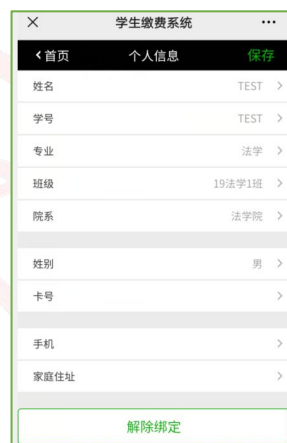 学生缴费系统
首页 个人信息 保存
姓名 TEST
学号 TEST
专业 法学
班级 19法学1班
院系 法学院
姓别 男
卡号
手机
家庭住址
解除绑定